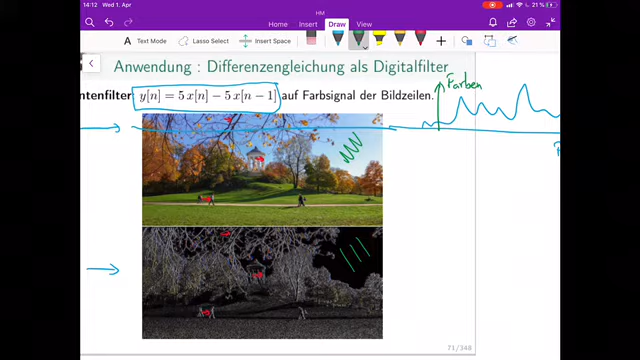 14:12 Wed 1. Apr
21 %
HM
Home Insert Draw View
Text Mode Lasso Select Insert Space
Anwendung : Differenzengleichung als Digitalfilter
ntenfilter y[n] = 5 x[n] − 5 x[n − 1] auf Farbsignal der Bildzeilen.
Farben
71/348